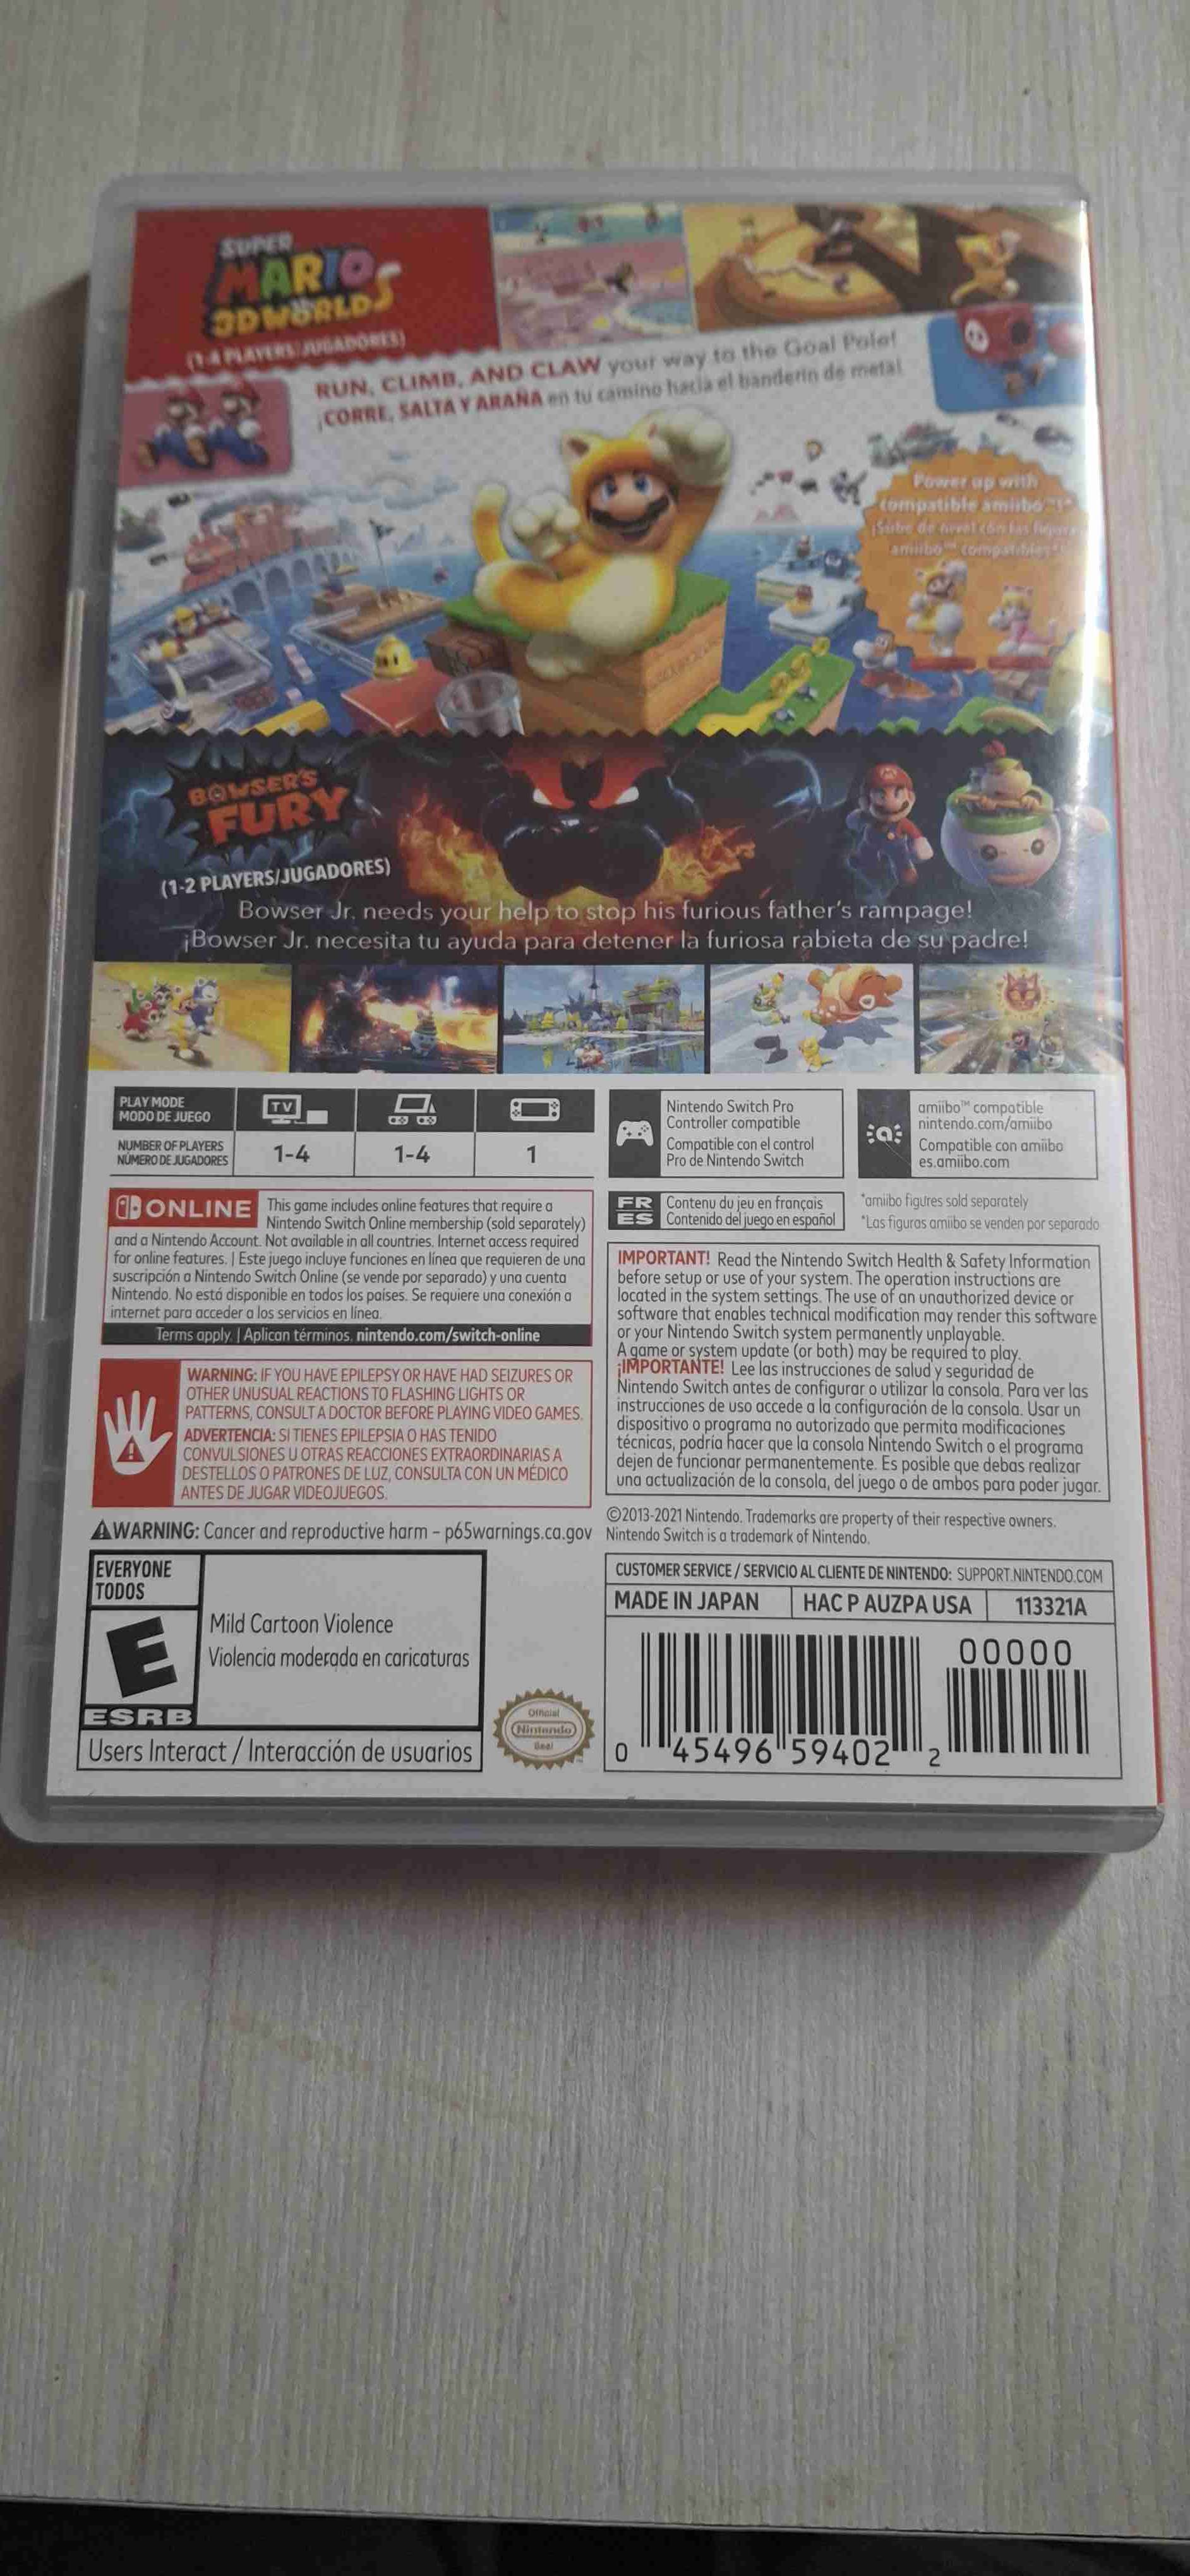 SUPER
MARIO
3D WORLD
(1-4 PLAYERS/JUGADORES)
RUN, CLIMB, AND CLAW your way to the Goal Pole!
¡CORRE, SALTA Y ARAÑA en tu camino hacia el banderín de meta!
Power up with
compatible amiibo™!*
¡Sube de nivel con las figuras
amiibo™ compatibles*!
BOWSER'S
FURY
(1-2 PLAYERS/JUGADORES)
Bowser Jr. needs your help to stop his furious father's rampage!
¡Bowser Jr. necesita tu ayuda para detener la furiosa rabieta de su padre!
PLAY MODE
MODO DE JUEGO
TV
NUMBER OF PLAYERS
NÚMERO DE JUGADORES
1-4
1-4
1
Nintendo Switch Pro
Controller compatible
Compatible con el control
Pro de Nintendo Switch
amiibo™ compatible
nintendo.com/amiibo
Compatible con amiibo
es.amiibo.com
FR Contenu du jeu en français
ES Contenido del juego en español
*amiibo figures sold separately
*Las figuras amiibo se venden por separado
ONLINE
This game includes online features that require a
Nintendo Switch Online membership (sold separately)
and a Nintendo Account. Not available in all countries. Internet access required
for online features. | Este juego incluye funciones en línea que requieren de una
suscripción a Nintendo Switch Online (se vende por separado) y una cuenta
Nintendo. No está disponible en todos los países. Se requiere una conexión a
internet para acceder a los servicios en línea.
Terms apply. | Aplican términos. nintendo.com/switch-online
IMPORTANT! Read the Nintendo Switch Health & Safety Information
before setup or use of your system. The operation instructions are
located in the system settings. The use of an unauthorized device or
software that enables technical modification may render this software
or your Nintendo Switch system permanently unplayable.
A game or system update (or both) may be required to play.
¡IMPORTANTE! Lee las instrucciones de salud y seguridad de
Nintendo Switch antes de configurar o utilizar la consola. Para ver las
instrucciones de uso accede a la configuración de la consola. Usar un
dispositivo o programa no autorizado que permita modificaciones
técnicas, podría hacer que la consola Nintendo Switch o el programa
dejen de funcionar permanentemente. Es posible que debas realizar
una actualización de la consola, del juego o de ambos para poder jugar.
WARNING: IF YOU HAVE EPILEPSY OR HAVE HAD SEIZURES OR
OTHER UNUSUAL REACTIONS TO FLASHING LIGHTS OR
PATTERNS, CONSULT A DOCTOR BEFORE PLAYING VIDEO GAMES.
ADVERTENCIA: SI TIENES EPILEPSIA O HAS TENIDO
CONVULSIONES U OTRAS REACCIONES EXTRAORDINARIAS A
DESTELLOS O PATRONES DE LUZ, CONSULTA CON UN MÉDICO
ANTES DE JUGAR VIDEOJUEGOS.
WARNING: Cancer and reproductive harm – p65warnings.ca.gov
©2013-2021 Nintendo. Trademarks are property of their respective owners.
Nintendo Switch is a trademark of Nintendo.
EVERYONE
TODOS
E
ESRB
Mild Cartoon Violence
Violencia moderada en caricaturas
Users Interact / Interacción de usuarios
Official
Nintendo
Seal
CUSTOMER SERVICE / SERVICIO AL CLIENTE DE NINTENDO: SUPPORT.NINTENDO.COM
MADE IN JAPAN
HAC P AUZPA USA
113321A
00000
0 45496 59402 2